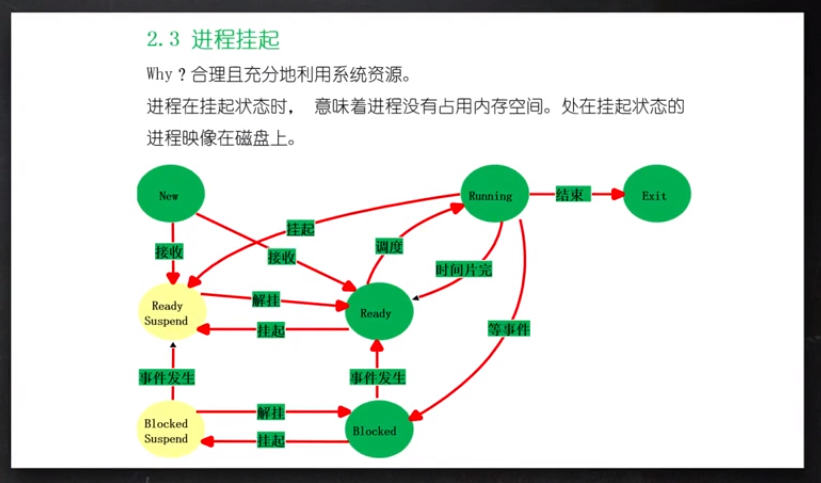 2.3 进程挂起
Why？合理且充分地利用系统资源。
进程在挂起状态时， 意味着进程没有占用内存空间。处在挂起状态的
进程映像在磁盘上。
New
Running
结束
Exit
挂起
接收
接收
调度
时间片完
Ready
Suspend
解挂
Ready
挂起
等事件
事件发生
事件发生
Blocked
Suspend
解挂
Blocked
挂起